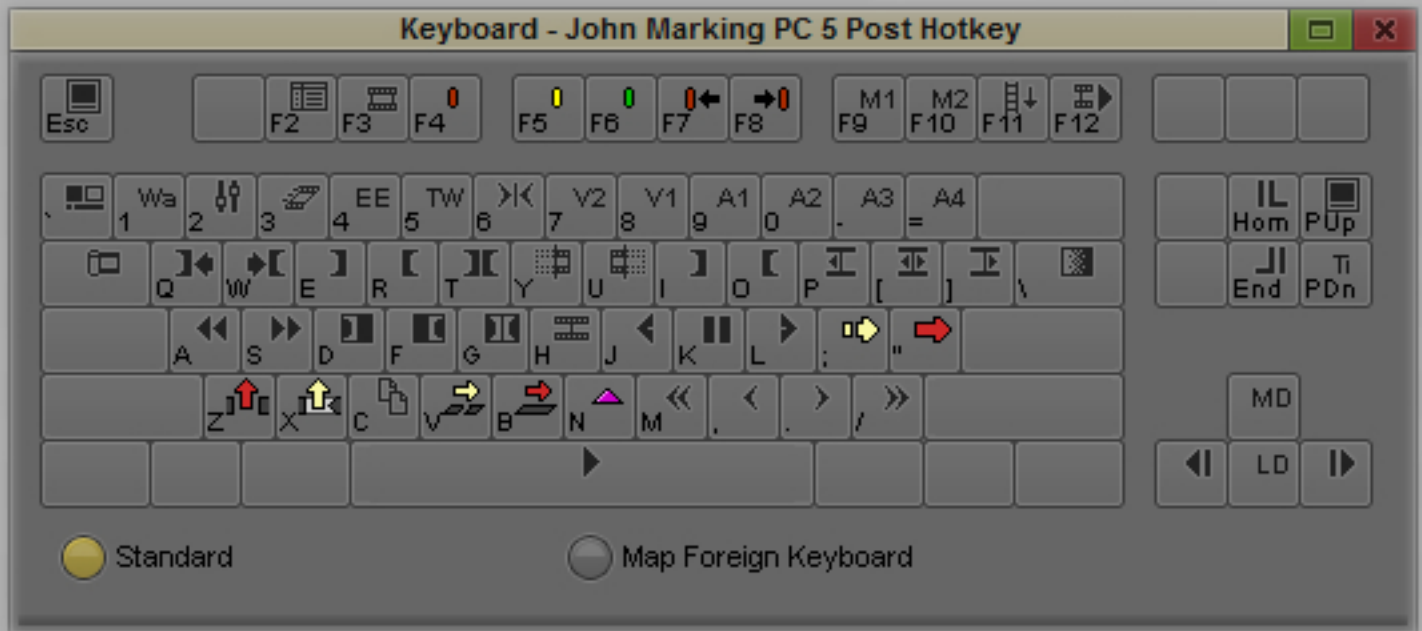 Keyboard - John Marking PC 5 Post Hotkey
Esc F2 F3 F4 F5 F6 F7 F8 M1 F9 M2 F10 F11 F12
` Wa 1 2 3 EE 4 TW 5 6 V2 7 V1 8 A1 9 A2 0 A3 - A4 = Hom PUp
Q W E R T Y U I O P [ ] \ End Ti PDn
A S D F G H J K L ; "
Z X C V B N M , . / MD
LD
Standard Map Foreign Keyboard